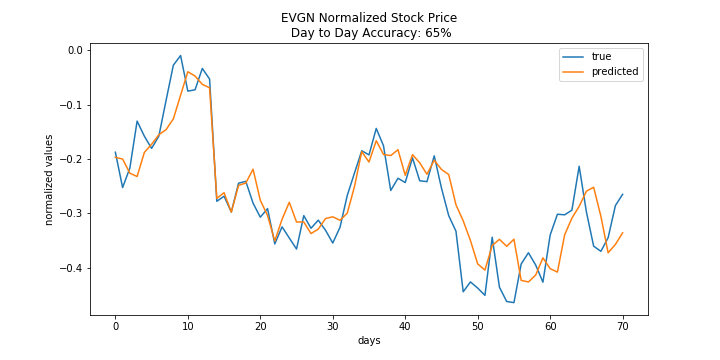 EVGN Normalized Stock Price
Day to Day Accuracy: 65%
true
predicted
normalized values
0.0
−0.1
−0.2
−0.3
−0.4
0 10 20 30 40 50 60 70
days